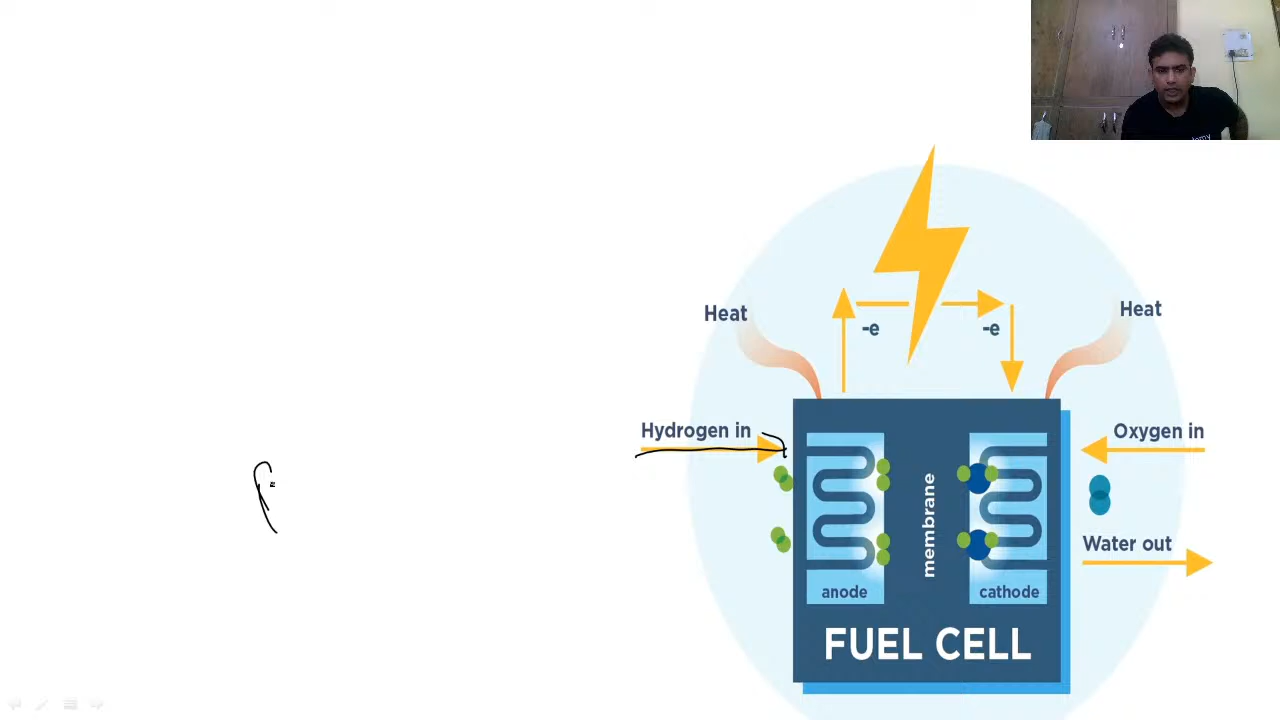 Heat
Heat
-e
-e
Hydrogen in
Oxygen in
membrane
Water out
anode
cathode
FUEL CELL